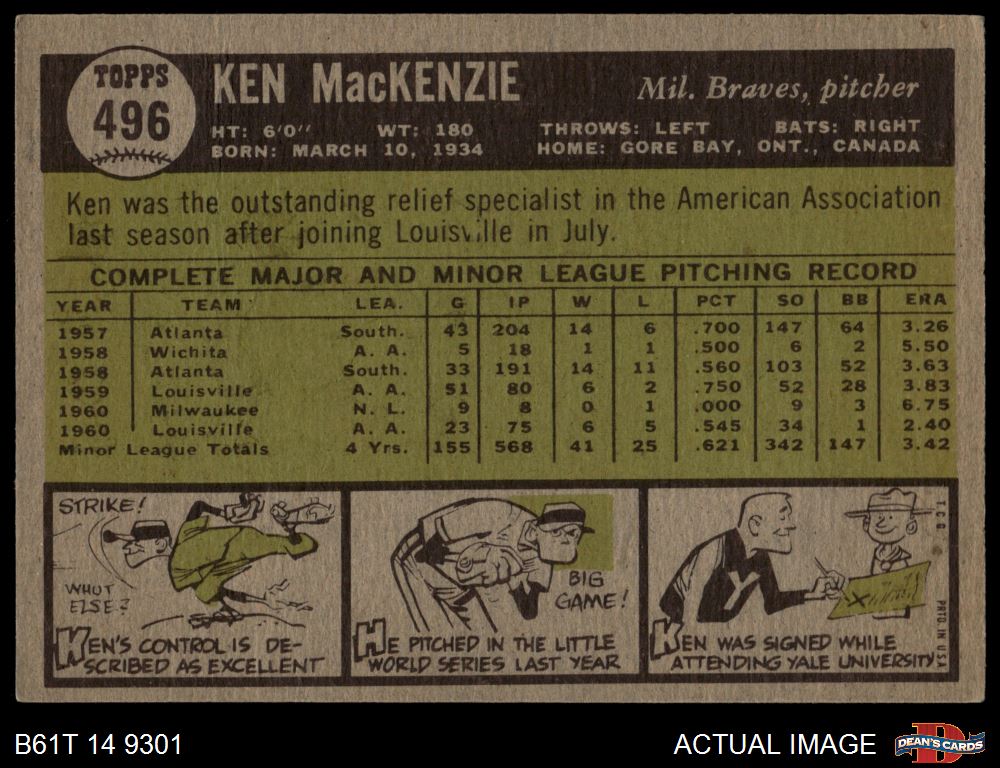 TOPPS
496
KEN MacKENZIE
Mil. Braves, pitcher
HT: 6'0" WT: 180 THROWS: LEFT BATS: RIGHT
BORN: MARCH 10, 1934 HOME: GORE BAY, ONT., CANADA
Ken was the outstanding relief specialist in the American Association
last season after joining Louisville in July.
COMPLETE MAJOR AND MINOR LEAGUE PITCHING RECORD
YEAR TEAM LEA. G IP W L PCT SO BB ERA
1957 Atlanta South. 43 204 14 6 .700 147 64 3.26
1958 Wichita A. A. 5 18 1 1 .500 6 2 5.50
1958 Atlanta South. 33 191 14 11 .560 103 52 3.63
1959 Louisville A. A. 51 80 6 2 .750 52 28 3.83
1960 Milwaukee N. L. 9 8 0 1 .000 9 3 6.75
1960 Louisville A. A. 23 75 6 5 .545 34 1 2.40
Minor League Totals 4 Yrs. 155 568 41 25 .621 342 147 3.42
STRIKE!
WHUT
ELSE?
KEN'S CONTROL IS DE-
SCRIBED AS EXCELLENT
BIG
GAME!
HE PITCHED IN THE LITTLE
WORLD SERIES LAST YEAR
Y
X
KEN WAS SIGNED WHILE
ATTENDING YALE UNIVERSITY
T.C.G.
PRTD. IN U.S.A.
B61T 14 9301
ACTUAL IMAGE
D
DEAN'S CARDS